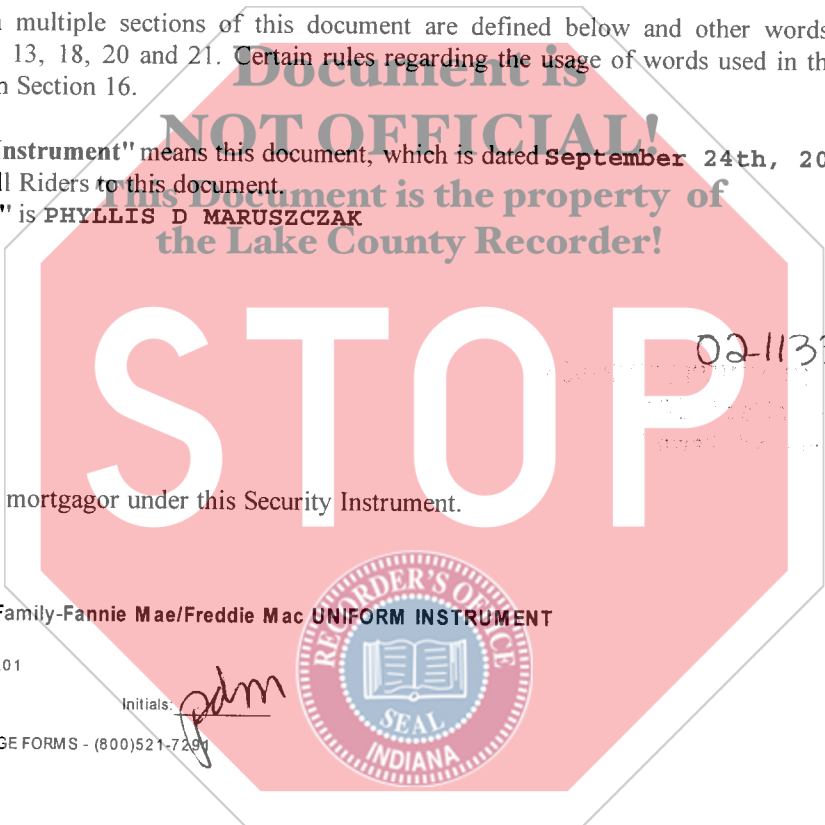 multiple sections of this document are defined below and other words
13, 18, 20 and 21. Certain rules regarding the usage of words used in th
Section 16.
Document is
NOT OFFICIAL!
nstrument" means this document, which is dated September 24th, 20
ll Riders to this document.
This Document is the property of
" is PHYLLIS D MARUSZCZAK
the Lake County Recorder!
02-113
STOP
mortgagor under this Security Instrument.
Family-Fannie Mae/Freddie Mac UNIFORM INSTRUMENT
01
Initials: pdm
GE FORMS - (800)521-7291
RECORDER'S OFFICE
SEAL
INDIANA